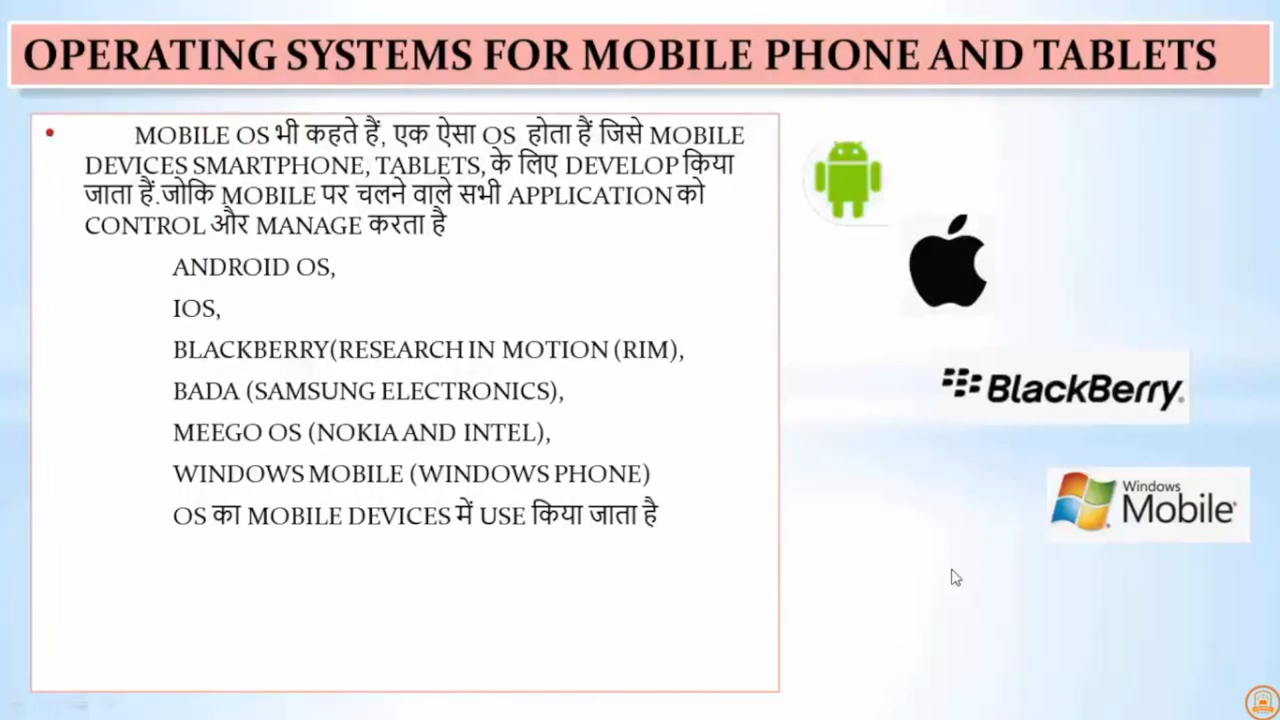 OPERATING SYSTEMS FOR MOBILE PHONE AND TABLETS
MOBILE OS भी कहते हैं, एक ऐसा OS होता हैं जिसे MOBILE
DEVICES SMARTPHONE, TABLETS, के लिए DEVELOP किया
जाता हैं.जोकि MOBILE पर चलने वाले सभी APPLICATION को
CONTROL और MANAGE करता है
ANDROID OS,
IOS,
BLACKBERRY(RESEARCH IN MOTION (RIM),
BADA (SAMSUNG ELECTRONICS),
MEEGO OS (NOKIA AND INTEL),
WINDOWS MOBILE (WINDOWS PHONE)
OS का MOBILE DEVICES में USE किया जाता है
BlackBerry®
Windows
Mobile®